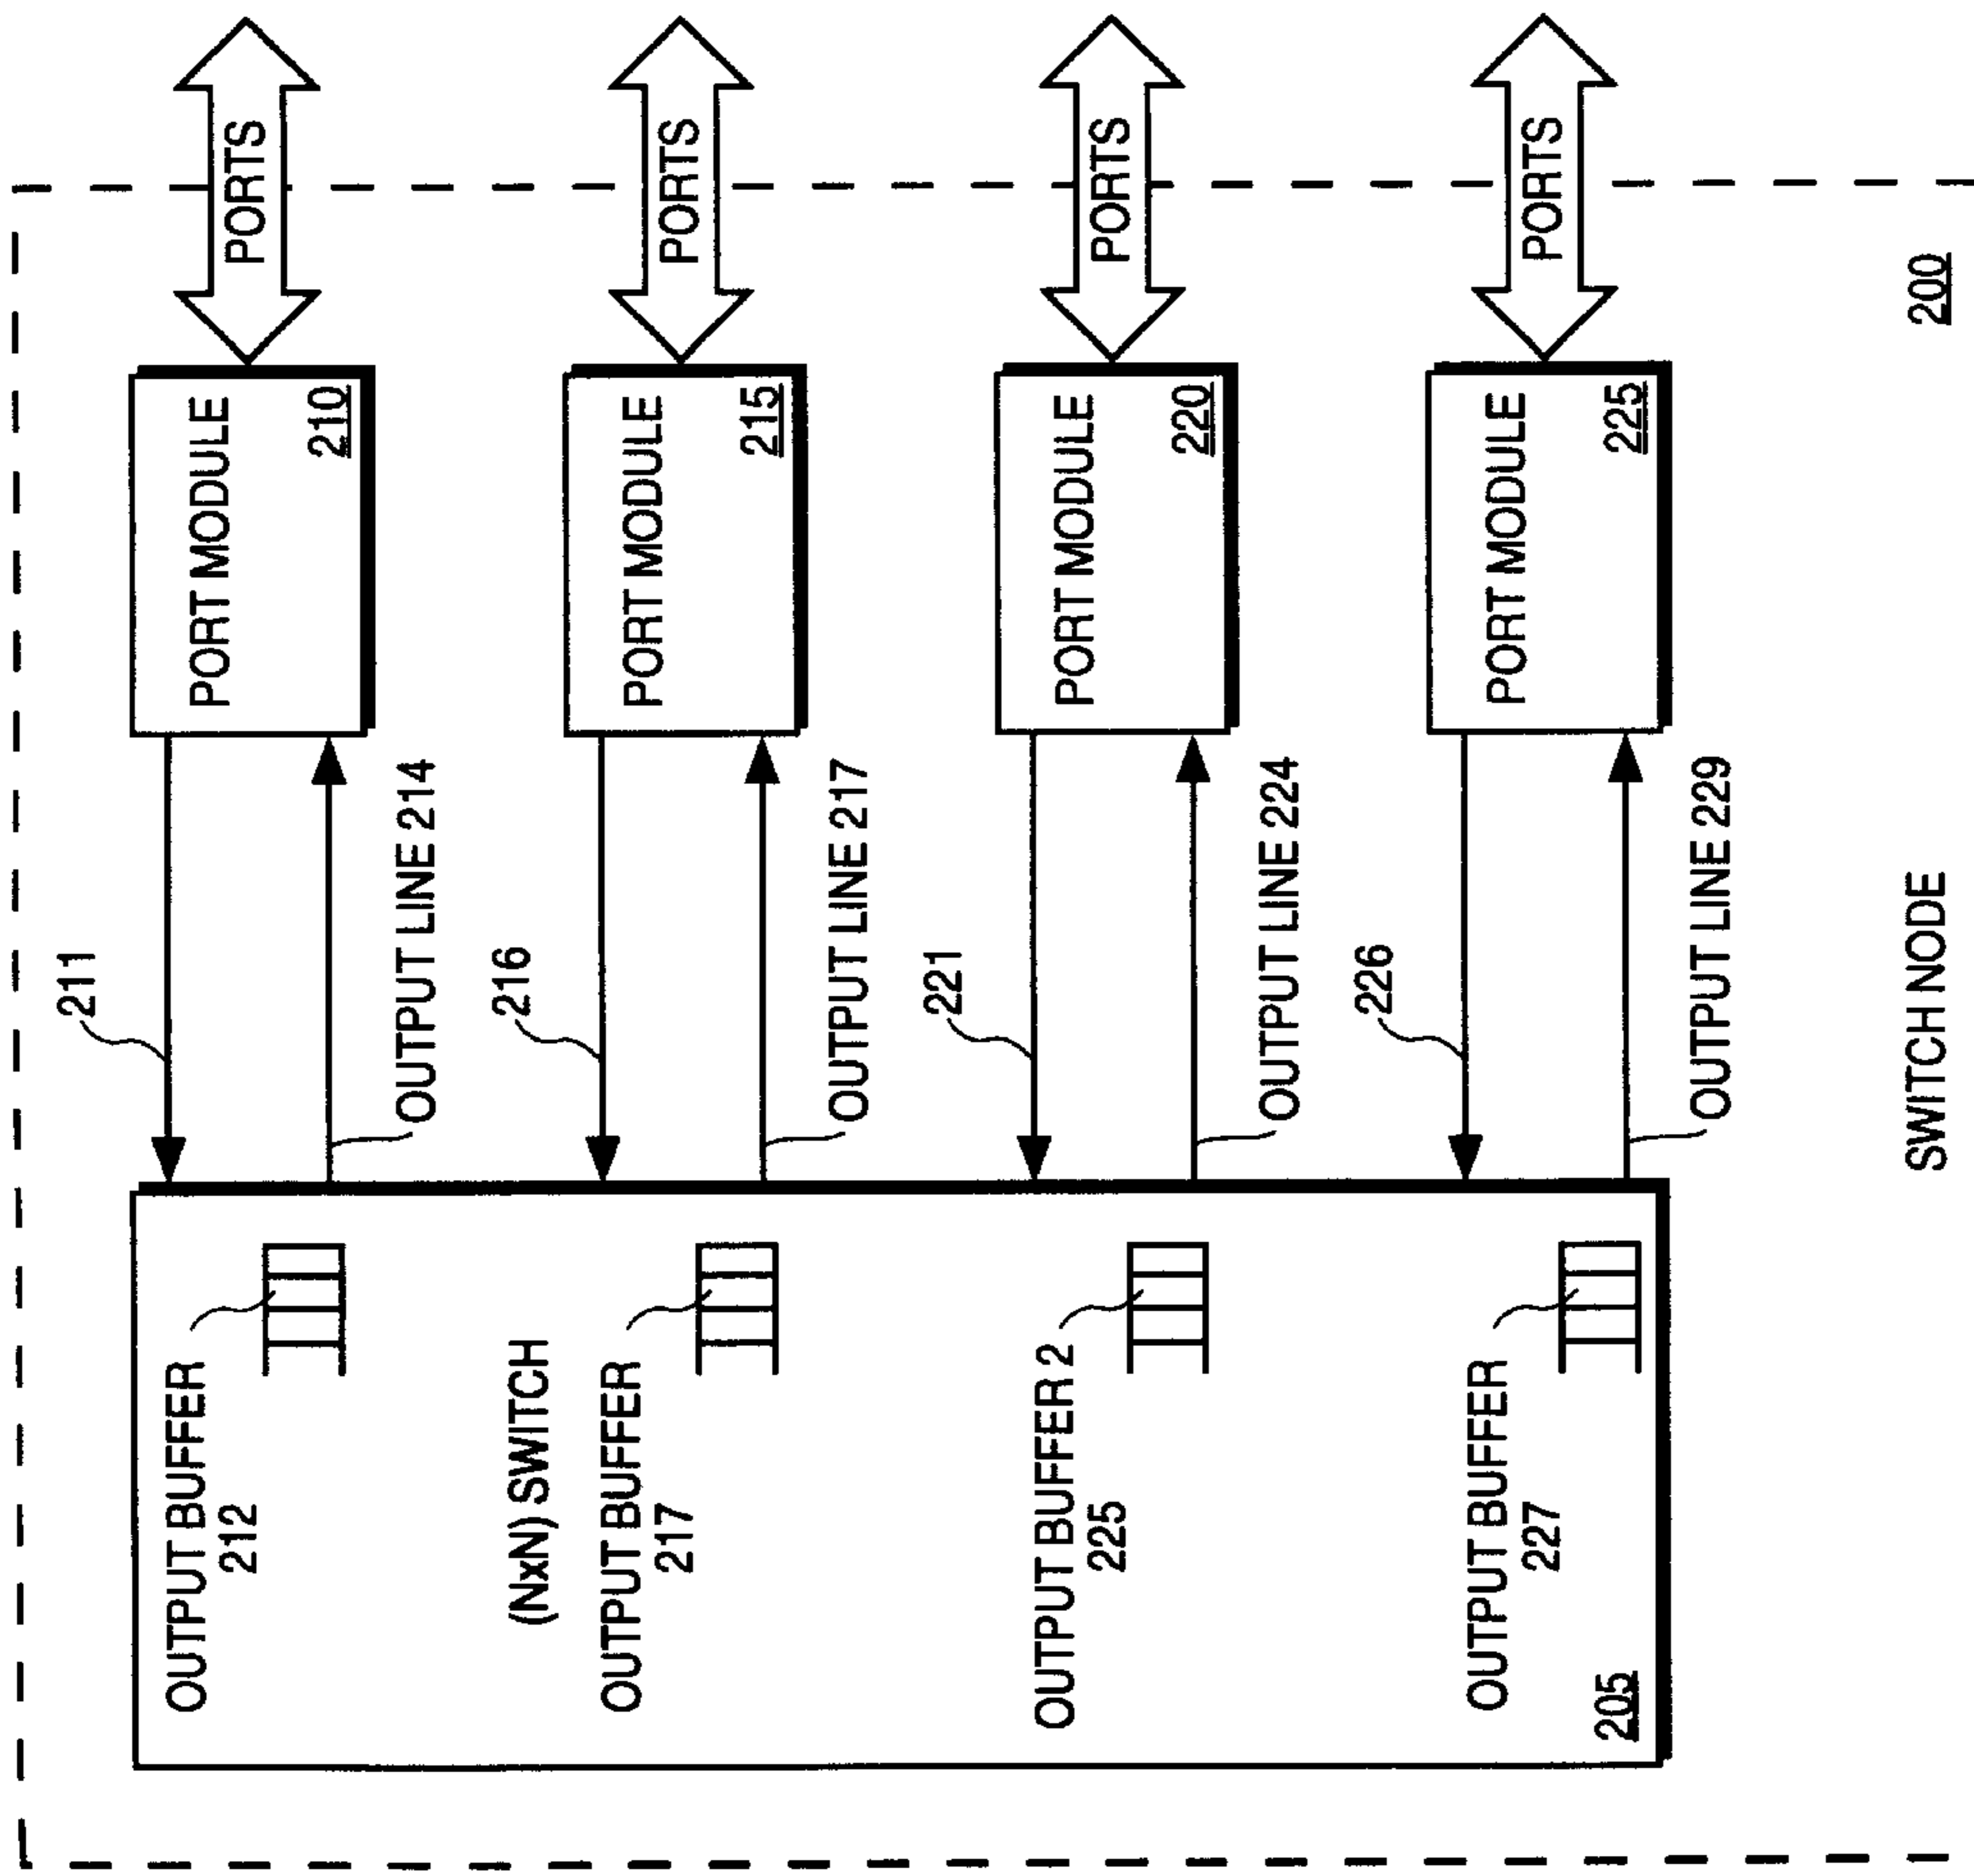 OUTPUT BUFFER
212
(NxN) SWITCH
OUTPUT BUFFER
217
OUTPUT BUFFER 2
225
OUTPUT BUFFER
227
205
211
OUTPUT LINE 214
216
OUTPUT LINE 217
221
OUTPUT LINE 224
226
OUTPUT LINE 229
PORT MODULE
210
PORT MODULE
215
PORT MODULE
220
PORT MODULE
225
PORTS
PORTS
PORTS
PORTS
SWITCH NODE
200